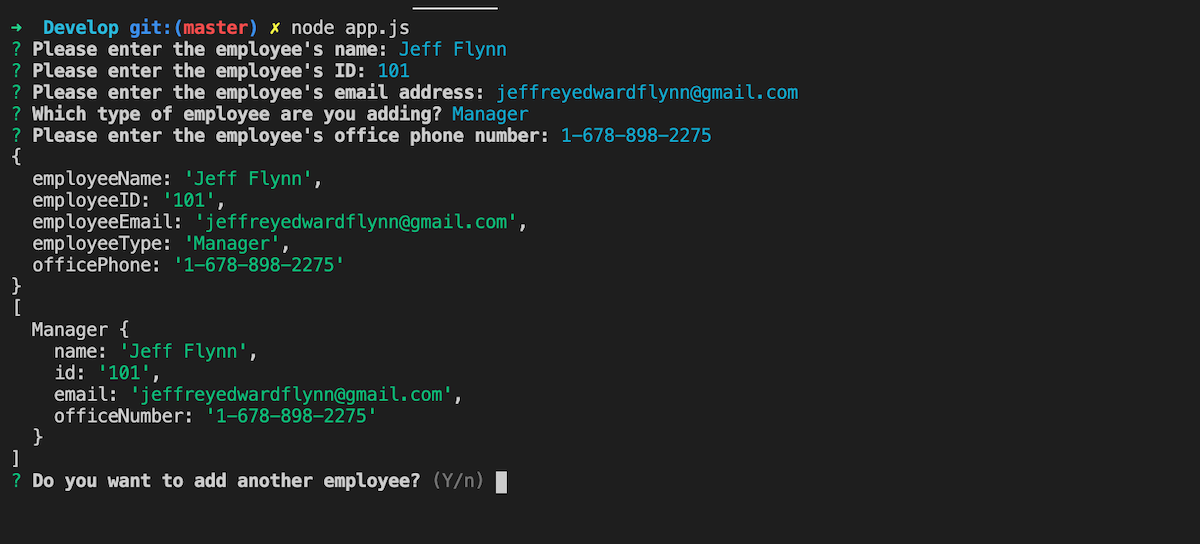 ➜  Develop git:(master) ✗ node app.js
? Please enter the employee's name: Jeff Flynn
? Please enter the employee's ID: 101
? Please enter the employee's email address: jeffreyedwardflynn@gmail.com
? Which type of employee are you adding? Manager
? Please enter the employee's office phone number: 1-678-898-2275
{
  employeeName: 'Jeff Flynn',
  employeeID: '101',
  employeeEmail: 'jeffreyedwardflynn@gmail.com',
  employeeType: 'Manager',
  officePhone: '1-678-898-2275'
}
[
  Manager {
    name: 'Jeff Flynn',
    id: '101',
    email: 'jeffreyedwardflynn@gmail.com',
    officeNumber: '1-678-898-2275'
  }
]
? Do you want to add another employee? (Y/n)